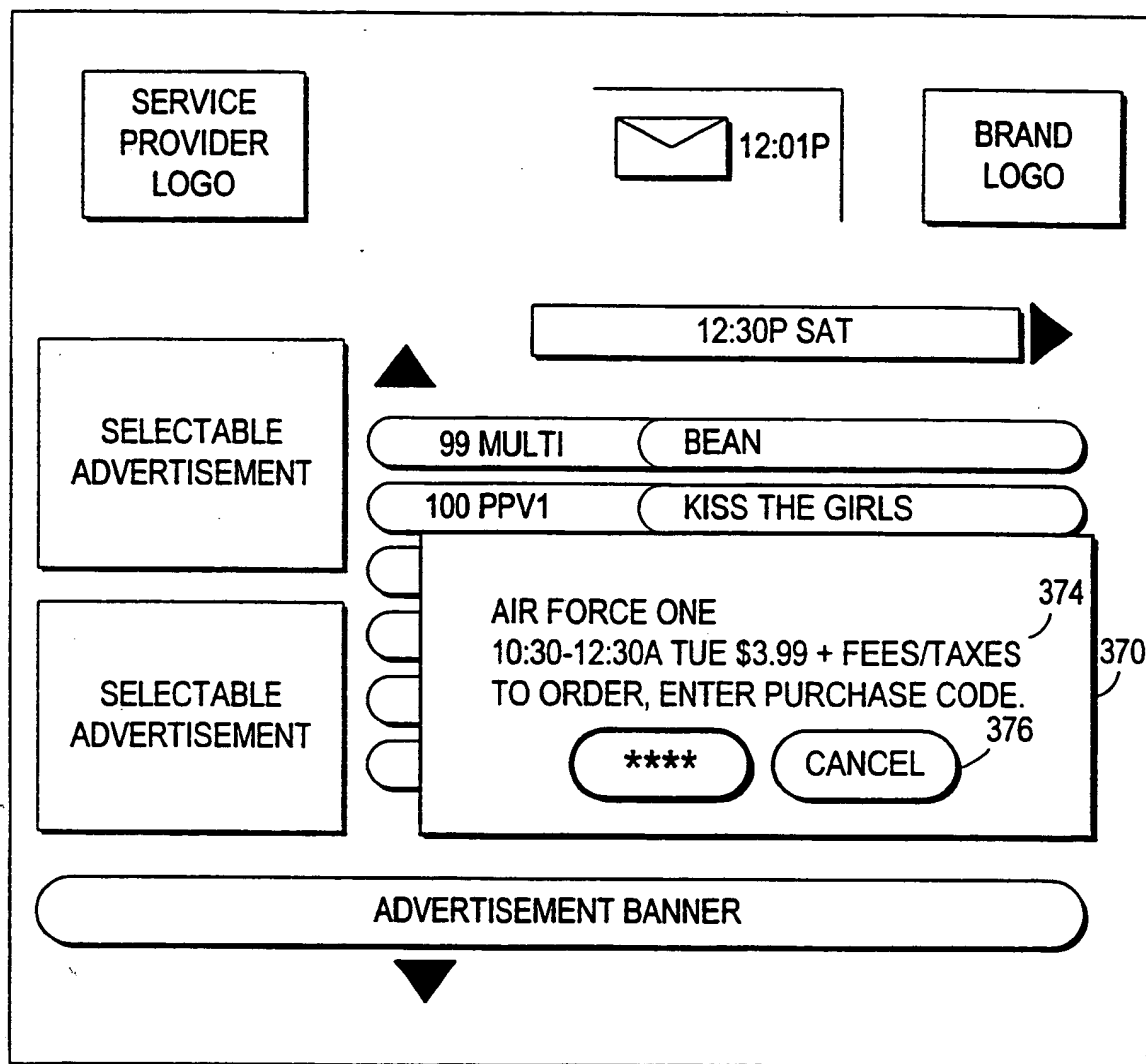 SERVICE
PROVIDER
LOGO
12:01P
BRAND
LOGO
12:30P SAT
SELECTABLE
ADVERTISEMENT
99 MULTI BEAN
100 PPV1 KISS THE GIRLS
SELECTABLE
ADVERTISEMENT
AIR FORCE ONE
374
10:30-12:30A TUE $3.99 + FEES/TAXES
370
TO ORDER, ENTER PURCHASE CODE.
376
**** CANCEL
ADVERTISEMENT BANNER